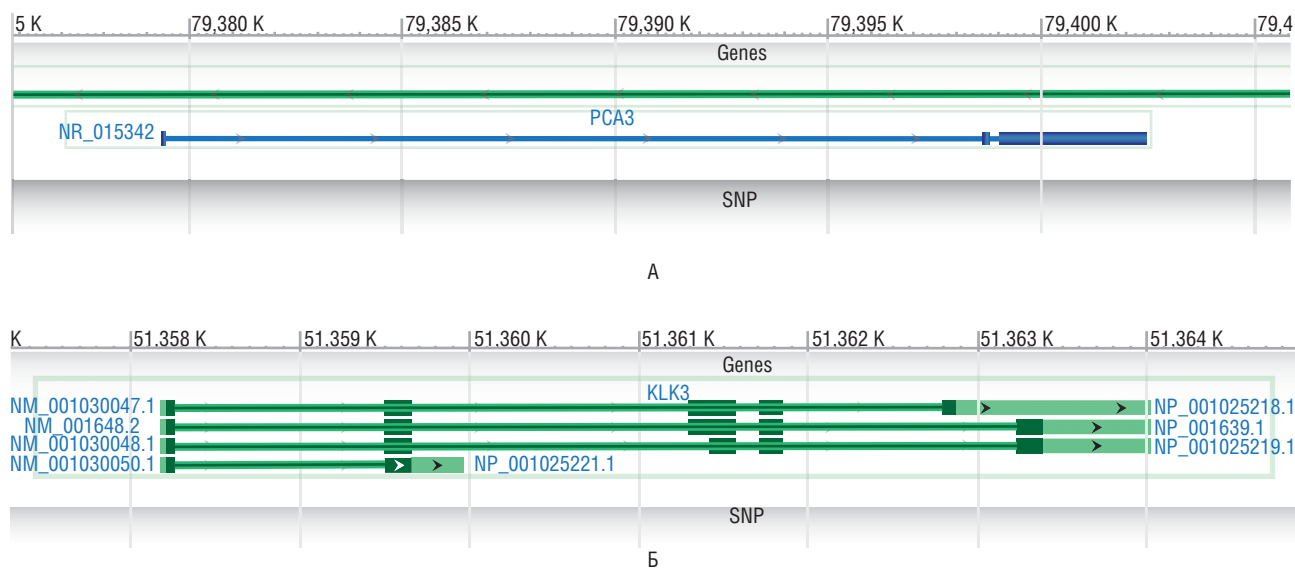 5 K 79,380 K 79,385 K 79,390 K 79,395 K 79,400 K 79,4
Genes
PCA3
NR_015342
SNP
А
K 51,358 K 51,359 K 51,360 K 51,361 K 51,362 K 51,363 K 51,364 K
Genes
KLK3
NM_001030047.1 NP_001025218.1
NM_001648.2 NP_001639.1
NM_001030048.1 NP_001025219.1
NM_001030050.1 NP_001025221.1
SNP
Б